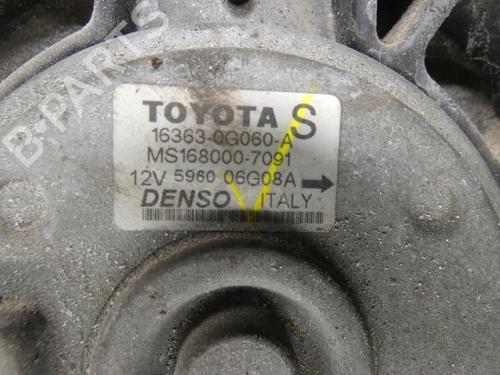 B-PARTS
TOYOTA S
16363-0G060-A
MS168000-7091
12V 5960 06G08A
DENSO ITALY